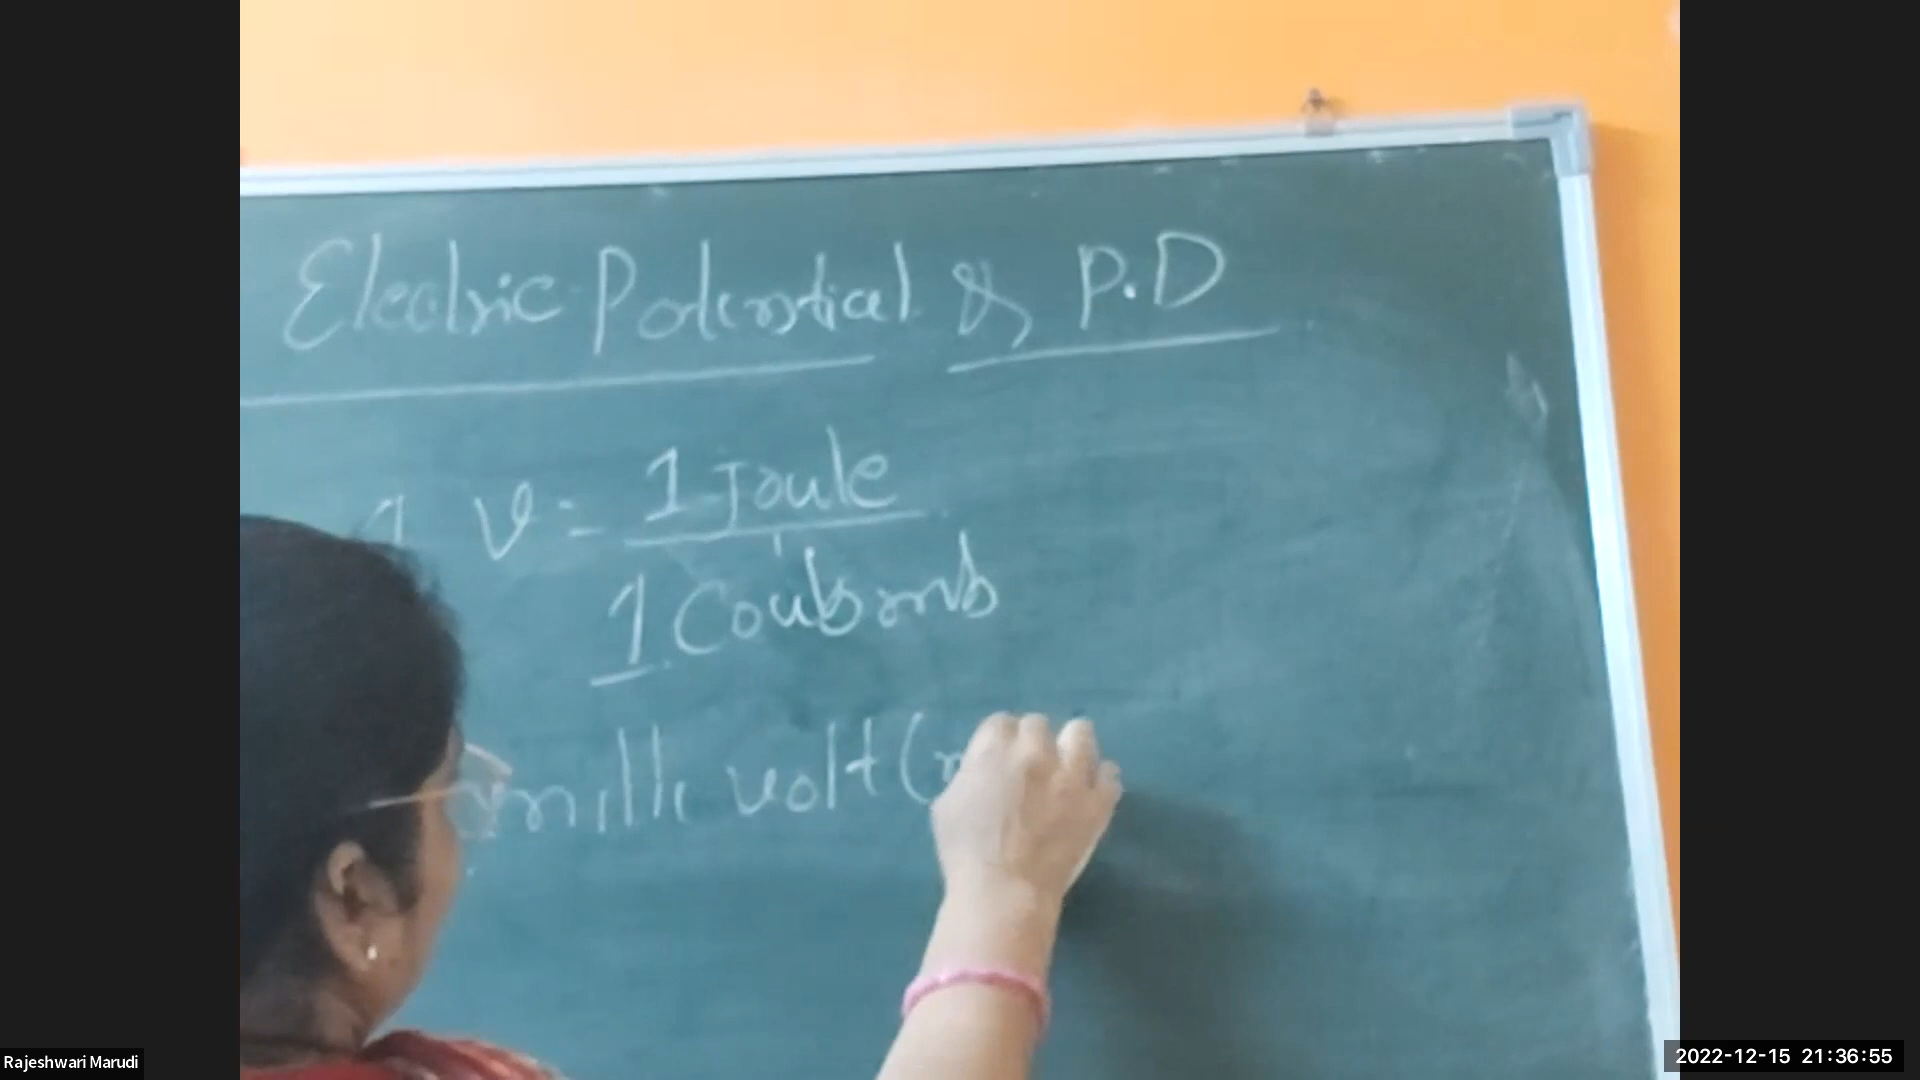 Electric Potential & P.D
1 V = 1 Joule
1 Coulomb
milli volt (m
Rajeshwari Marudi
2022-12-15 21:36:55